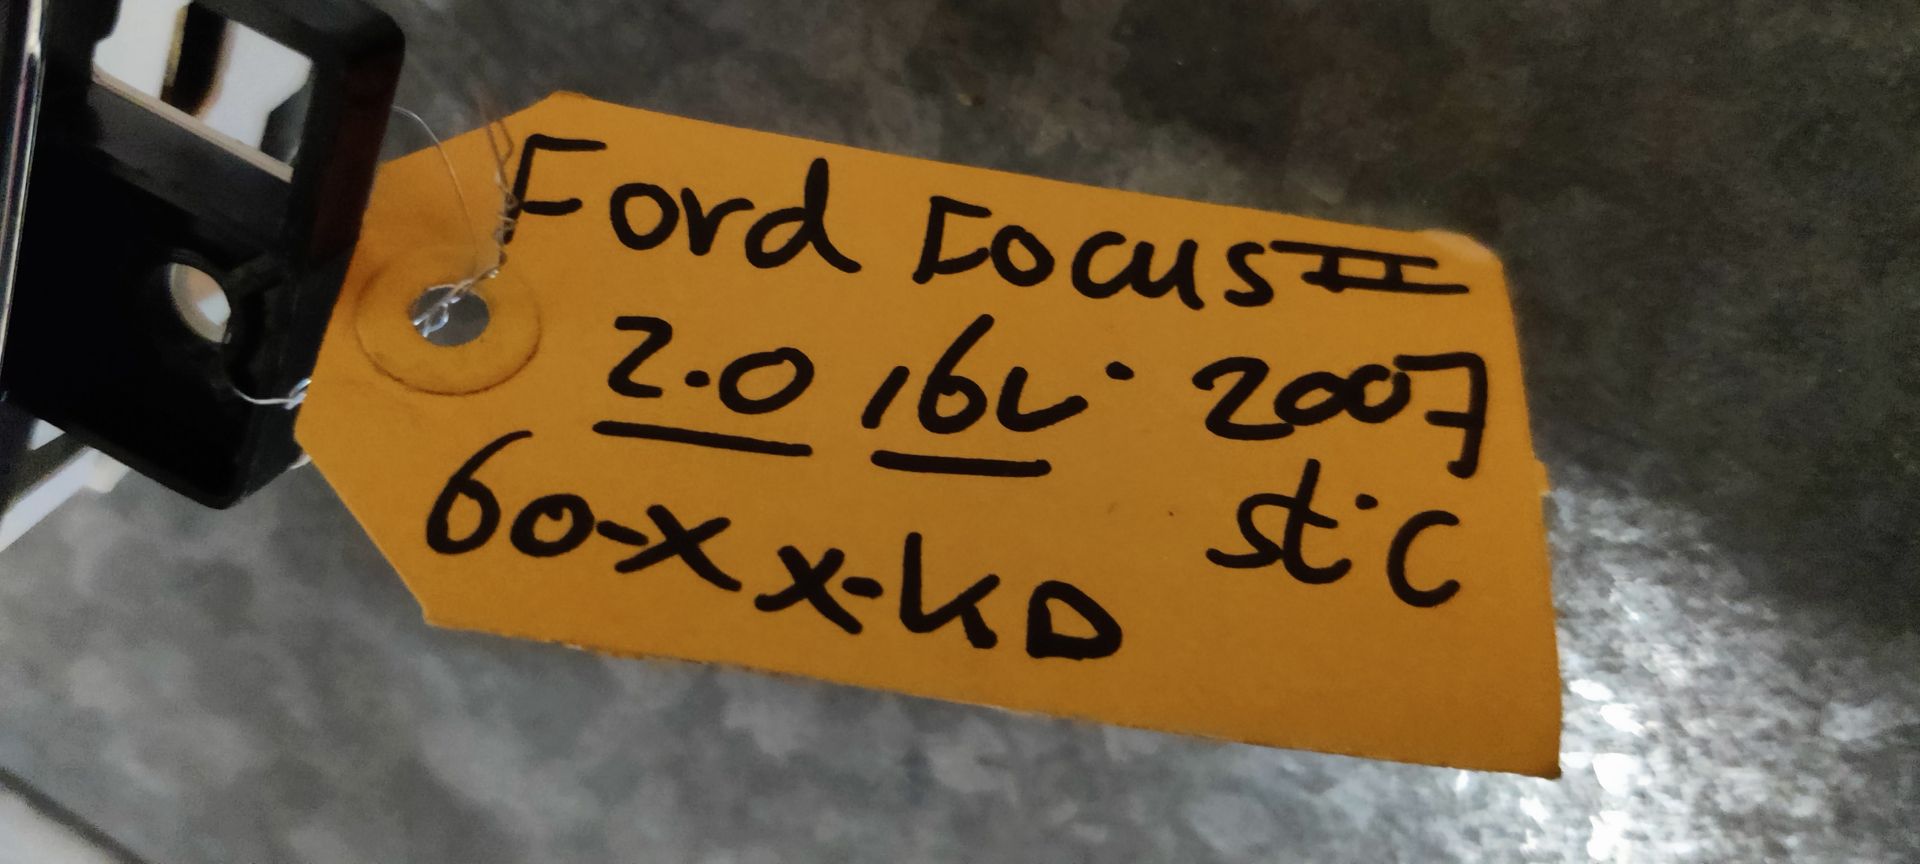 Ford Focus II
2.0 16V 2007
60-XX-KD st.C